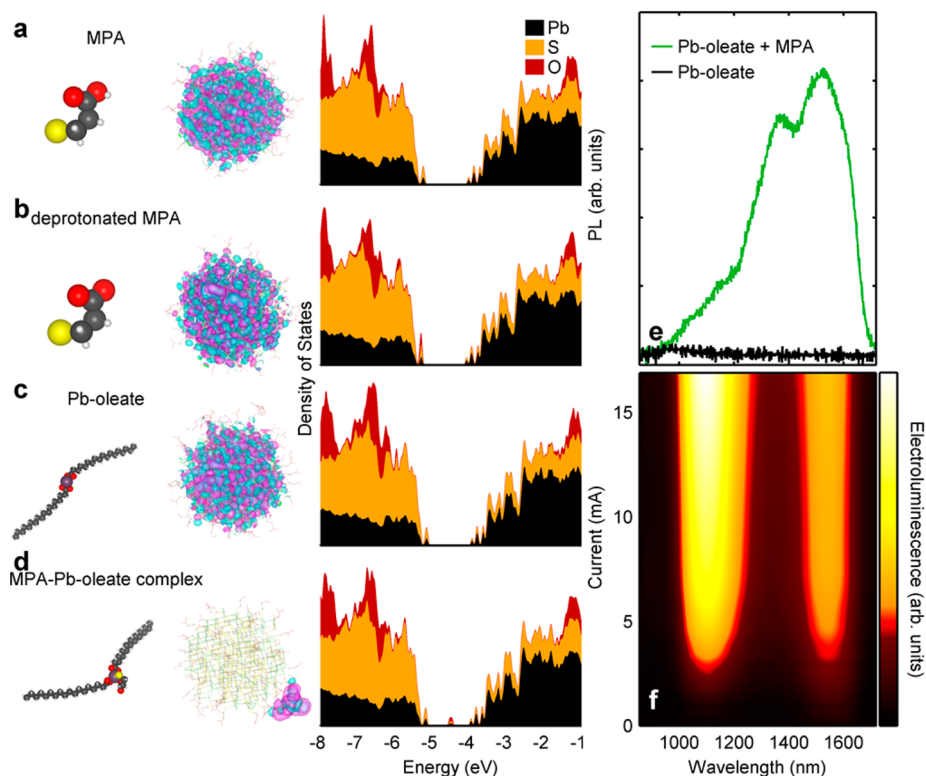 a
MPA
Pb
S
O
b
deprotonated MPA
c
Pb-oleate
d
MPA-Pb-oleate complex
Density of States
-8 -7 -6 -5 -4 -3 -2 -1
Energy (eV)
Pb-oleate + MPA
Pb-oleate
PL (arb. units)
e
15
10
5
0
Current (mA)
f
1000 1200 1400 1600
Wavelength (nm)
Electroluminescence (arb. units)